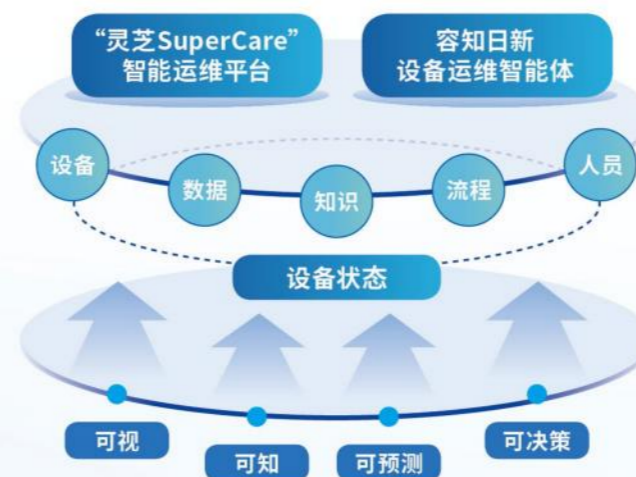 “灵芝SuperCare”
智能运维平台
容知日新
设备运维智能体
设备
数据
知识
流程
人员
设备状态
可视
可知
可预测
可决策